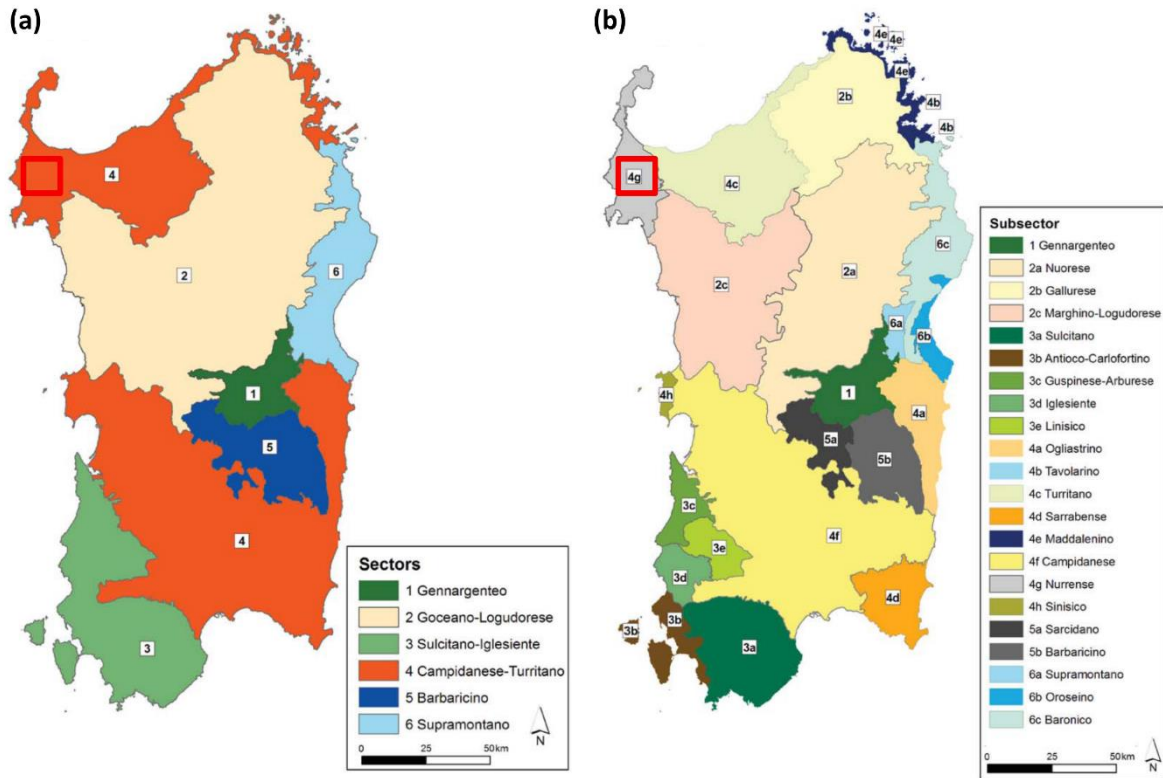 (a)
4
2
6
1
5
4
3
Sectors
1 Gennargenteo
2 Goceano-Logudorese
3 Sulcitano-Iglesiente
4 Campidanese-Turritano
5 Barbaricino
6 Supramontano
N
0 25 50km
(b)
4e
4e
4e
2b
4b
4b
4g
4c
6c
2c
2a
6a
6b
4h
1
4a
5a
5b
3c
3e
4f
3d
4d
3b
3b
3a
Subsector
1 Gennargenteo
2a Nuorese
2b Gallurese
2c Marghino-Logudorese
3a Sulcitano
3b Antioco-Carlofortino
3c Guspinese-Arburese
3d Iglesiente
3e Linisico
4a Ogliastrino
4b Tavolarino
4c Turritano
4d Sarrabense
4e Maddalenino
4f Campidanese
4g Nurrense
4h Sinisico
5a Sarcidano
5b Barbaricino
6a Supramontano
6b Oroseino
6c Baronico
N
0 25 50km